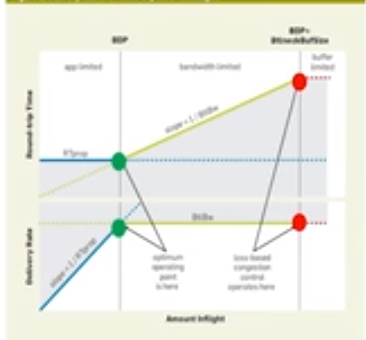 BDP
BDP+
BtlneckBufSize
app limited
bandwidth limited
buffer
limited
Round-trip Time
slope = 1 / BtlBw
RTprop
BtlBw
Delivery Rate
slope = 1 / RTprop
optimum
operating
point
is here
loss-based
congestion
control
operates here
Amount Inflight